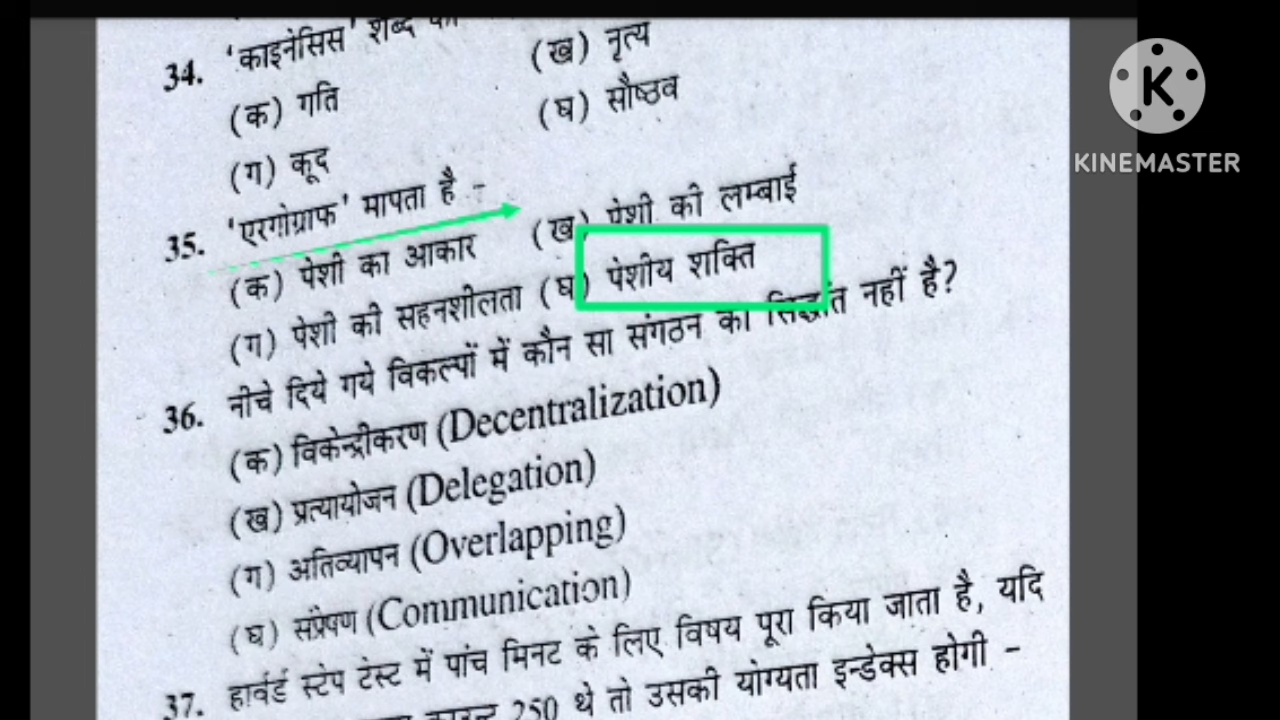 34. 'काइनेसिस' शब्द का
(क) गति (ख) नृत्य
(ग) कूद (घ) सौष्ठव
35. 'एरगोग्राफ' मापता है -
(क) पेशी का आकार (ख) पेशी की लम्बाई
(ग) पेशी की सहनशीलता (घ) पेशीय शक्ति
36. नीचे दिये गये विकल्पों में कौन सा संगठन का सिद्धांत नहीं है?
(क) विकेन्द्रीकरण (Decentralization)
(ख) प्रत्यायोजन (Delegation)
(ग) अतिव्यापन (Overlapping)
(घ) संप्रेषण (Communication)
37. हार्वर्ड स्टेप टेस्ट में पांच मिनट के लिए विषय पूरा किया जाता है, यदि
काउन्ट 250 थे तो उसकी योग्यता इन्डेक्स होगी -
K
KINEMASTER